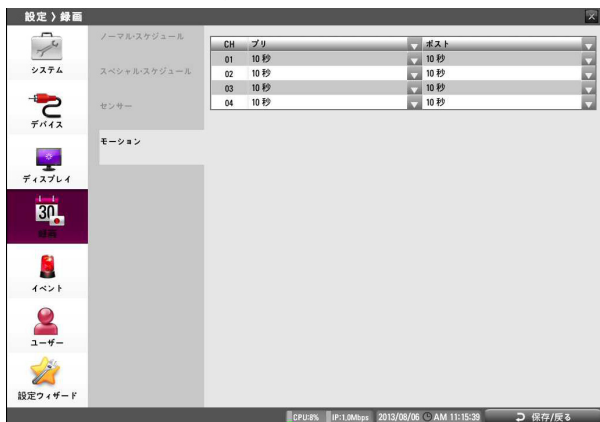 設定 〉録画
システム
デバイス
ディスプレイ
録画
イベント
ユーザー
設定ウィザード
ノーマル·スケジュール
スペシャル·スケジュール
センサー
モーション
CH プリ ポスト
01 10 秒 10 秒
02 10 秒 10 秒
03 10 秒 10 秒
04 10 秒 10 秒
30
CPU:8% IP:1.0Mbps 2013/08/06 AM 11:15:39 保存/戻る